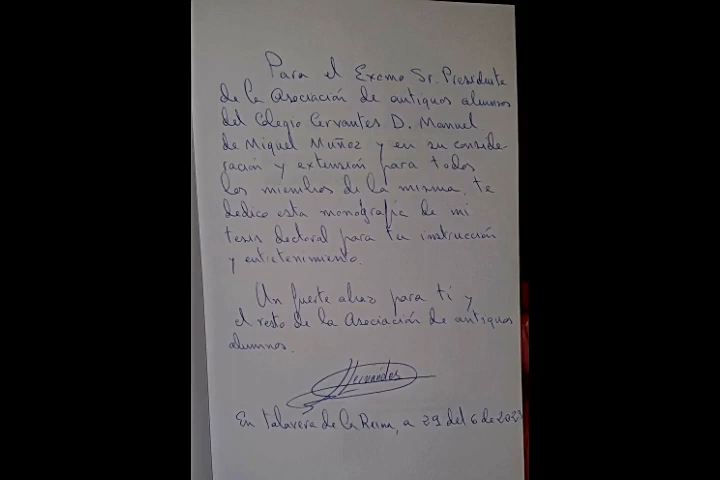 Para el Excmo Sr. Presidente
de la Asociación de antiguos alumnos
del Colegio Cervantes D. Manuel
de Miguel Muñoz y en su conside-
ración y extensión para todos
los miembros de la misma, te
dedico esta monografía de mi
tesis doctoral para tu instrucción
y entretenimiento.
Un fuerte abraz para ti y
el resto de la Asociación de antiguos
alumnos.
Hernández
En Talavera de la Reina, a 29 del 6 de